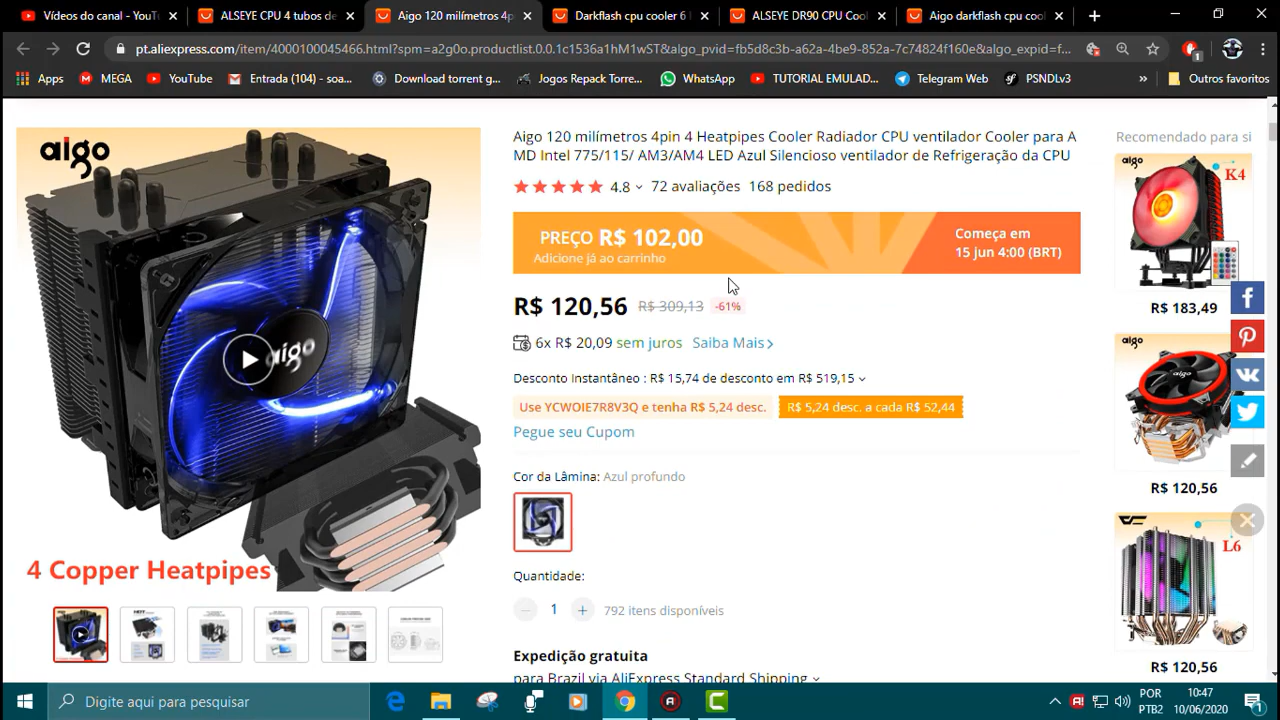 Vídeos do canal - YouT
ALSEYE CPU 4 tubos de
Aigo 120 milímetros 4p
Darkflash cpu cooler 6
ALSEYE DR90 CPU Coo
Aigo darkflash cpu coo
pt.aliexpress.com/item/4000100045466.html?spm=a2g0o.productlist.0.0.1c1536a1hM1wST&algo_pvid=fb5d8c3b-a62a-4be9-852a-7c74824f160e&algo_expid=f...
Apps
MEGA
YouTube
Entrada (104) - soa...
Download torrent g...
Jogos Repack Torre...
WhatsApp
TUTORIAL EMULAD...
Telegram Web
PSNDLv3
»
Outros favoritos
aigo
aigo
4 Copper Heatpipes
Aigo 120 milímetros 4pin 4 Heatpipes Cooler Radiador CPU ventilador Cooler para A
MD Intel 775/115/ AM3/AM4 LED Azul Silencioso ventilador de Refrigeração da CPU
4.8 72 avaliações 168 pedidos
PREÇO R$ 102,00
Adicione já ao carrinho
Começa em
15 jun 4:00 (BRT)
R$ 120,56 R$ 309,13 -61%
6x R$ 20,09 sem juros Saiba Mais
Desconto Instantâneo : R$ 15,74 de desconto em R$ 519,15
Use YCWOIE7R8V3Q e tenha R$ 5,24 desc. R$ 5,24 desc. a cada R$ 52,44
Pegue seu Cupom
Cor da Lâmina: Azul profundo
Quantidade:
1 792 itens disponíveis
Expedição gratuita
para Brazil via AliExpress Standard Shipping
Recomendado para si
aigo
K4
R$ 183,49
aigo
R$ 120,56
L6
R$ 120,56
Digite aqui para pesquisar
POR
PTB2
10:47
10/06/2020